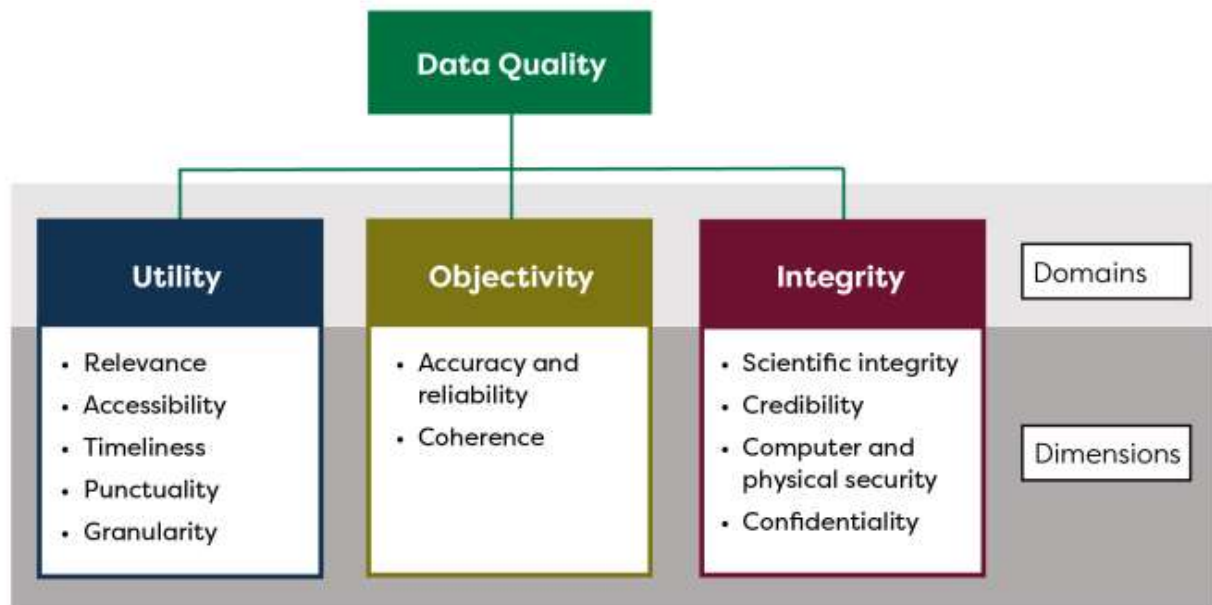 Data Quality
Utility
Objectivity
Integrity
Domains
• Relevance
• Accessibility
• Timeliness
• Punctuality
• Granularity
• Accuracy and
reliability
• Coherence
• Scientific integrity
• Credibility
• Computer and
physical security
• Confidentiality
Dimensions